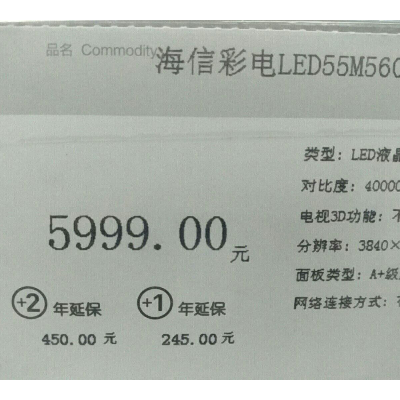 品名 Commodity
海信彩电LED55M560
类型: LED液晶
对比度: 40000
电视3D功能: 不
5999.00元
分辨率: 3840×
面板类型: A+级
+2 年延保
+1 年延保
网络连接方式: 有
450.00 元
245.00 元